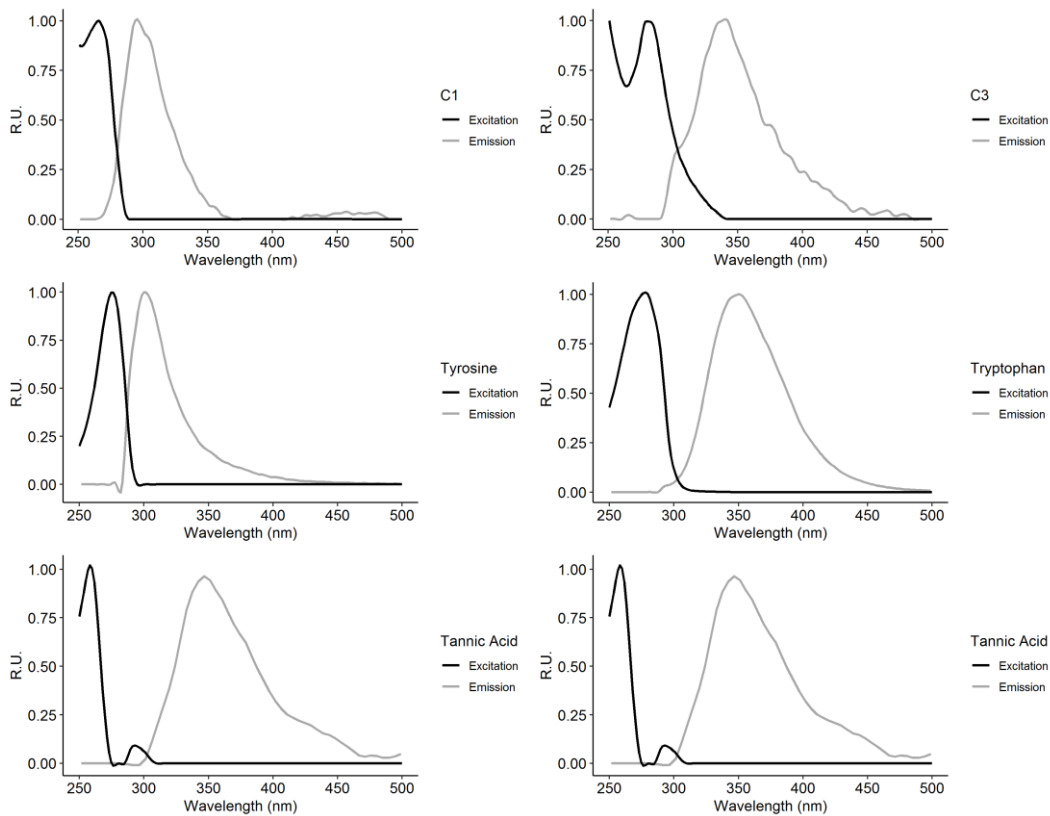 1.00
0.75
0.50
0.25
0.00
R.U.
250 300 350 400 450 500
Wavelength (nm)
C1
Excitation
Emission
1.00
0.75
0.50
0.25
0.00
R.U.
250 300 350 400 450 500
Wavelength (nm)
C3
Excitation
Emission
1.00
0.75
0.50
0.25
0.00
R.U.
250 300 350 400 450 500
Wavelength (nm)
Tyrosine
Excitation
Emission
1.00
0.75
0.50
0.25
0.00
R.U.
250 300 350 400 450 500
Wavelength (nm)
Tryptophan
Excitation
Emission
1.00
0.75
0.50
0.25
0.00
R.U.
250 300 350 400 450 500
Wavelength (nm)
Tannic Acid
Excitation
Emission
1.00
0.75
0.50
0.25
0.00
R.U.
250 300 350 400 450 500
Wavelength (nm)
Tannic Acid
Excitation
Emission